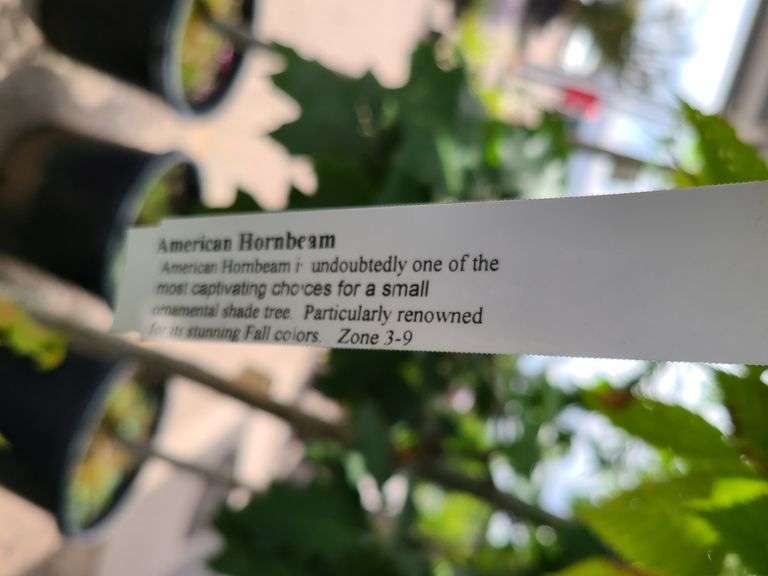 American Hornbeam
American Hornbeam is undoubtedly one of the
most captivating choices for a small
ornamental shade tree. Particularly renowned
for its stunning Fall colors. Zone 3-9